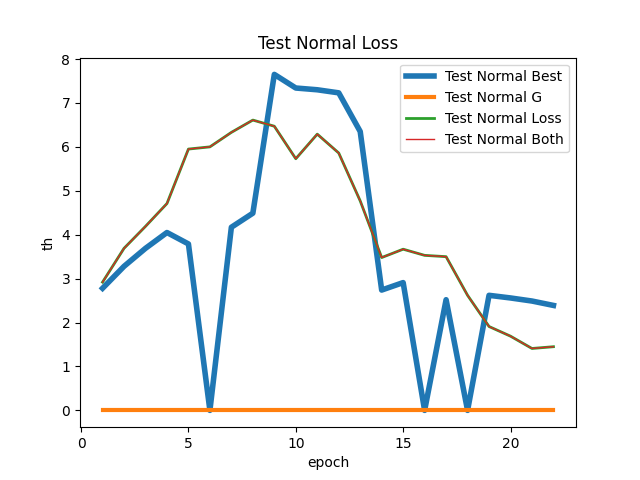 Test Normal Loss
Test Normal Best
Test Normal G
Test Normal Loss
Test Normal Both
th
8
7
6
5
4
3
2
1
0
0 5 10 15 20
epoch